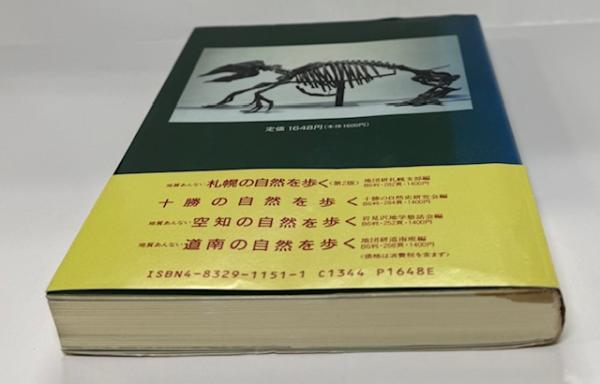 定価 1648円(本体1600円)
地質あんない 札幌の自然を歩く〈第2版〉 地団研札幌支部編 B6判・282頁・1400円
十勝の自然を歩く 十勝の自然史研究会編 B6判・284頁・1400円
地質あんない 空知の自然を歩く 岩見沢地学懇話会編 B6判・252頁・1400円
地質あんない 道南の自然を歩く 地団研道南班編 B6判・268頁・1400円
〈価格は消費税を含まず〉
ISBN4-8329-1151-1 C1344 P1648E